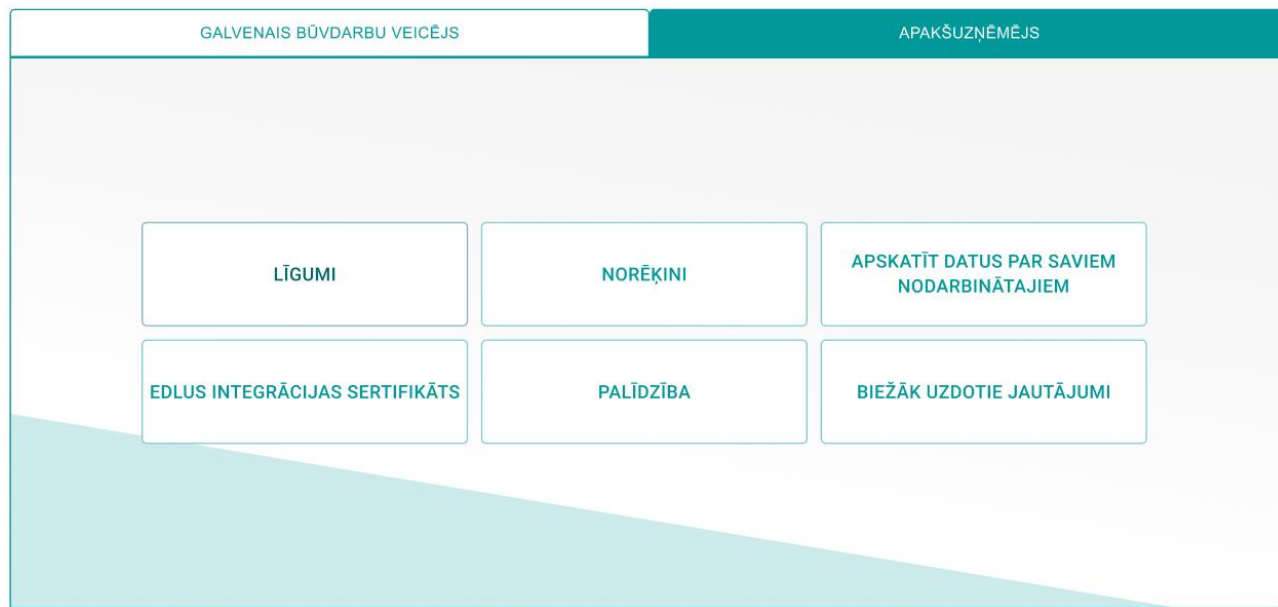 GALVENAIS BŪVDARBU VEICĒJS
APAKŠUZŅĒMĒJS
LĪGUMI
NORĒĶINI
APSKATĪT DATUS PAR SAVIEM
NODARBINĀTAJIEM
EDLUS INTEGRĀCIJAS SERTIFIKĀTS
PALĪDZĪBA
BIEŽĀK UZDOTIE JAUTĀJUMI